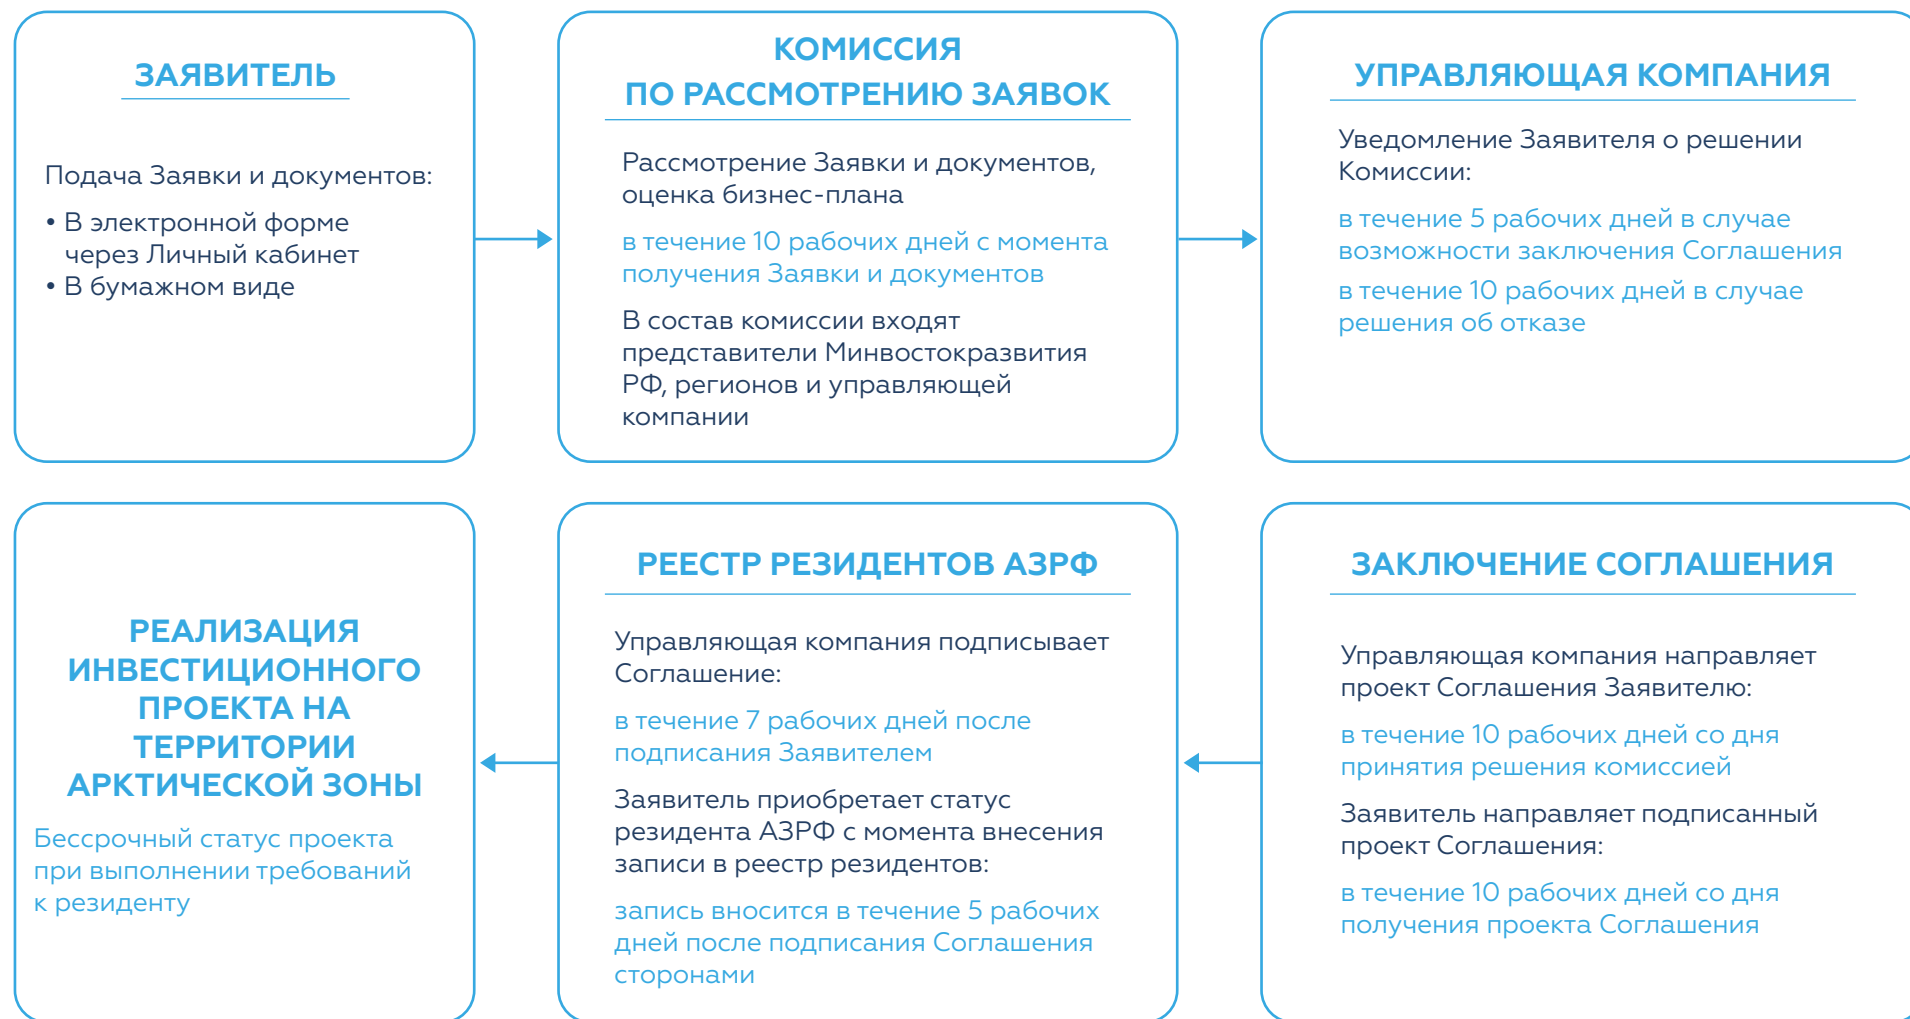 ЗАЯВИТЕЛЬ
Подача Заявки и документов:
• В электронной форме
через Личный кабинет
• В бумажном виде
КОМИССИЯ
ПО РАССМОТРЕНИЮ ЗАЯВОК
Рассмотрение Заявки и документов,
оценка бизнес-плана
в течение 10 рабочих дней с момента
получения Заявки и документов
В состав комиссии входят
представители Минвостокразвития
РФ, регионов и управляющей
компании
УПРАВЛЯЮЩАЯ КОМПАНИЯ
Уведомление Заявителя о решении
Комиссии:
в течение 5 рабочих дней в случае
возможности заключения Соглашения
в течение 10 рабочих дней в случае
решения об отказе
ЗАКЛЮЧЕНИЕ СОГЛАШЕНИЯ
Управляющая компания направляет
проект Соглашения Заявителю:
в течение 10 рабочих дней со дня
принятия решения комиссией
Заявитель направляет подписанный
проект Соглашения:
в течение 10 рабочих дней со дня
получения проекта Соглашения
РЕЕСТР РЕЗИДЕНТОВ АЗРФ
Управляющая компания подписывает
Соглашение:
в течение 7 рабочих дней после
подписания Заявителем
Заявитель приобретает статус
резидента АЗРФ с момента внесения
записи в реестр резидентов:
запись вносится в течение 5 рабочих
дней после подписания Соглашения
сторонами
РЕАЛИЗАЦИЯ
ИНВЕСТИЦИОННОГО
ПРОЕКТА НА
ТЕРРИТОРИИ
АРКТИЧЕСКОЙ ЗОНЫ
Бессрочный статус проекта
при выполнении требований
к резиденту